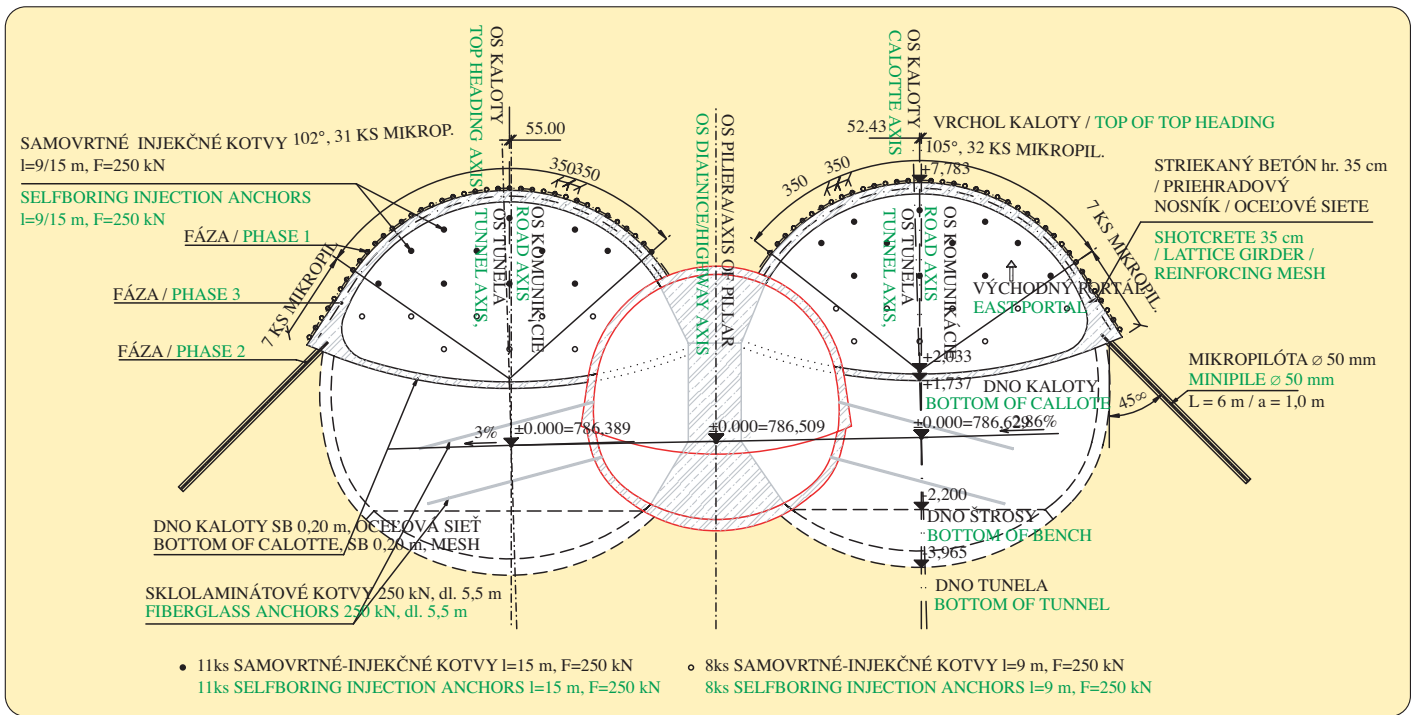 OS KALOTY
TOP HEADING AXIS
55.00
102°, 31 KS MIKROP.
350
350
SAMOVRTNÉ INJEKČNÉ KOTVY
l=9/15 m, F=250 kN
SELFBORING INJECTION ANCHORS
l=9/15 m, F=250 kN
FÁZA / PHASE 1
FÁZA / PHASE 3
FÁZA / PHASE 2
7 KS MIKROPIL.
OS TUNELA
TUNNEL AXIS,
OS KOMUNIKÁCIE
ROAD AXIS
OS PILIERA/AXIS OF PILLAR
OS DIAĽNICE/HIGHWAY AXIS
OS KALOTY
CALOTTE AXIS
52.43
VRCHOL KALOTY / TOP OF TOP HEADING
105°, 32 KS MIKROPIL.
+7,783
350
350
STRIEKANÝ BETÓN hr. 35 cm
/ PRIEHRADOVÝ
NOSNÍK / OCEĽOVÉ SIETE
SHOTCRETE 35 cm
/ LATTICE GIRDER /
REINFORCING MESH
7 KS MIKROPIL.
OS TUNELA
TUNNEL AXIS,
OS KOMUNIKÁCIE
ROAD AXIS
VÝCHODNÝ PORTÁL
EAST PORTAL
+2,033
+1,737
DNO KALOTY
BOTTOM OF CALLOTE
MIKROPILÓTA ⌀ 50 mm
MINIPILE ⌀ 50 mm
L = 6 m / a = 1,0 m
45∞
3%
±0.000=786,389
±0.000=786,509
±0.000=786,629
2.86%
-2,200
DNO ŠTROSY
BOTTOM OF BENCH
-3,965
DNO TUNELA
BOTTOM OF TUNNEL
DNO KALOTY SB 0,20 m, OCEĽOVÁ SIEŤ
BOTTOM OF CALOTTE, SB 0,20 m, MESH
SKLOLAMINÁTOVÉ KOTVY 250 kN, dl. 5,5 m
FIBERGLASS ANCHORS 250 kN, dl. 5,5 m
11ks SAMOVRTNÉ-INJEKČNÉ KOTVY l=15 m, F=250 kN
11ks SELFBORING INJECTION ANCHORS l=15 m, F=250 kN
8ks SAMOVRTNÉ-INJEKČNÉ KOTVY l=9 m, F=250 kN
8ks SELFBORING INJECTION ANCHORS l=9 m, F=250 kN